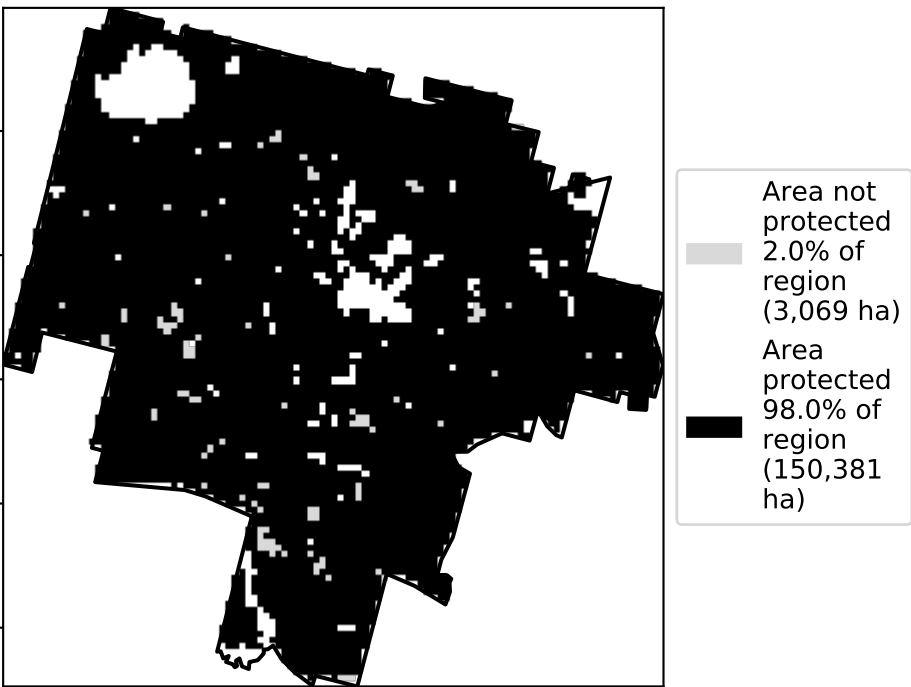 Area not
protected
2.0% of
region
(3,069 ha)
Area
protected
98.0% of
region
(150,381
ha)